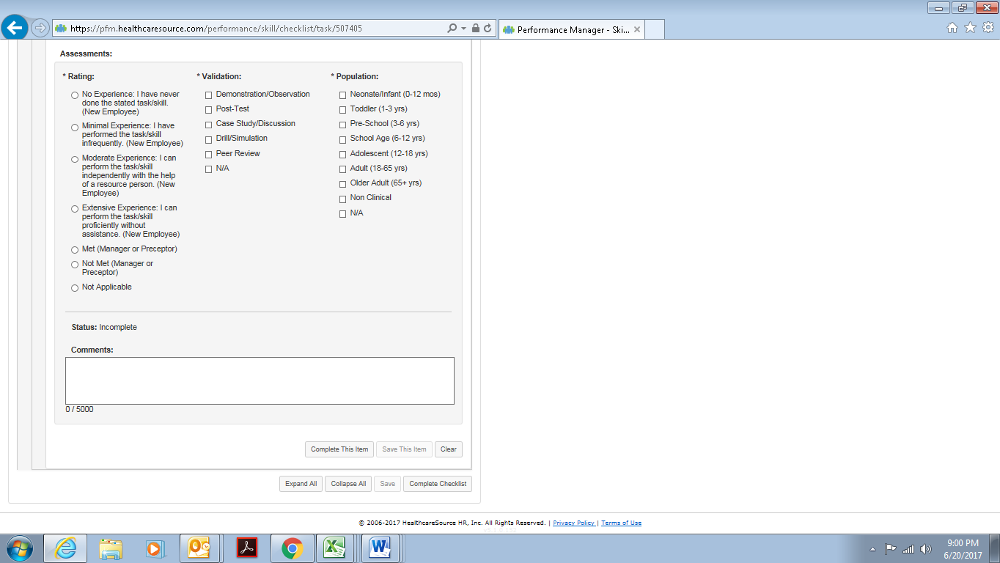 https://pfm.healthcaresource.com/performance/skill/checklist/task/507405
Performance Manager - Ski...
Assessments:
* Rating:
No Experience: I have never
done the stated task/skill.
(New Employee)
Minimal Experience: I have
performed the task/skill
infrequently. (New Employee)
Moderate Experience: I can
perform the task/skill
independently with the help
of a resource person. (New
Employee)
Extensive Experience: I can
perform the task/skill
proficiently without
assistance. (New Employee)
Met (Manager or Preceptor)
Not Met (Manager or
Preceptor)
Not Applicable
* Validation:
Demonstration/Observation
Post-Test
Case Study/Discussion
Drill/Simulation
Peer Review
N/A
* Population:
Neonate/Infant (0-12 mos)
Toddler (1-3 yrs)
Pre-School (3-6 yrs)
School Age (6-12 yrs)
Adolescent (12-18 yrs)
Adult (18-65 yrs)
Older Adult (65+ yrs)
Non Clinical
N/A
Status: Incomplete
Comments:
0 / 5000
Complete This Item Save This Item Clear
Expand All Collapse All Save Complete Checklist
© 2006-2017 HealthcareSource HR, Inc. All Rights Reserved. | Privacy Policy | Terms of Use
9:00 PM
6/20/2017